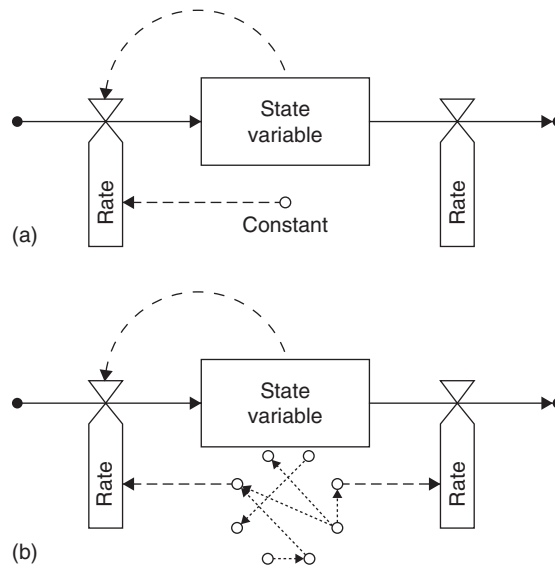 State
variable
Rate
Rate
Constant
(a)
State
variable
Rate
Rate
(b)